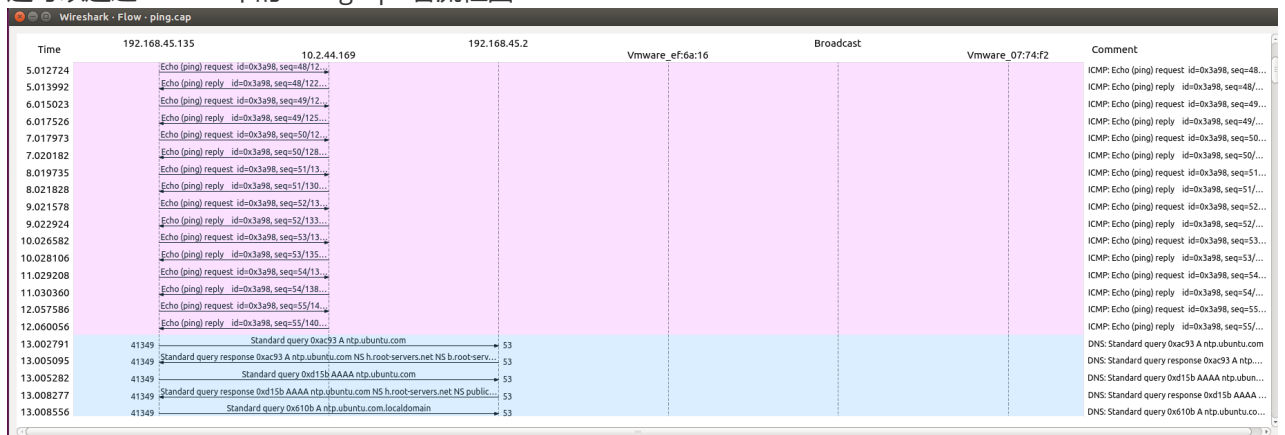 Wireshark · Flow · ping.cap
Time 192.168.45.135 10.2.44.169 192.168.45.2 Vmware_ef:6a:16 Broadcast Vmware_07:74:f2 Comment
5.012724 Echo (ping) request id=0x3a98, seq=48/12... ICMP: Echo (ping) request id=0x3a98, seq=48...
5.013992 Echo (ping) reply id=0x3a98, seq=48/122... ICMP: Echo (ping) reply id=0x3a98, seq=48/...
6.015023 Echo (ping) request id=0x3a98, seq=49/12... ICMP: Echo (ping) request id=0x3a98, seq=49...
6.017526 Echo (ping) reply id=0x3a98, seq=49/125... ICMP: Echo (ping) reply id=0x3a98, seq=49/...
7.017973 Echo (ping) request id=0x3a98, seq=50/12... ICMP: Echo (ping) request id=0x3a98, seq=50...
7.020182 Echo (ping) reply id=0x3a98, seq=50/128... ICMP: Echo (ping) reply id=0x3a98, seq=50/...
8.019735 Echo (ping) request id=0x3a98, seq=51/13... ICMP: Echo (ping) request id=0x3a98, seq=51...
8.021828 Echo (ping) reply id=0x3a98, seq=51/130... ICMP: Echo (ping) reply id=0x3a98, seq=51/...
9.021578 Echo (ping) request id=0x3a98, seq=52/13... ICMP: Echo (ping) request id=0x3a98, seq=52...
9.022924 Echo (ping) reply id=0x3a98, seq=52/133... ICMP: Echo (ping) reply id=0x3a98, seq=52/...
10.026582 Echo (ping) request id=0x3a98, seq=53/13... ICMP: Echo (ping) request id=0x3a98, seq=53...
10.028106 Echo (ping) reply id=0x3a98, seq=53/135... ICMP: Echo (ping) reply id=0x3a98, seq=53/...
11.029208 Echo (ping) request id=0x3a98, seq=54/13... ICMP: Echo (ping) request id=0x3a98, seq=54...
11.030360 Echo (ping) reply id=0x3a98, seq=54/138... ICMP: Echo (ping) reply id=0x3a98, seq=54/...
12.057586 Echo (ping) request id=0x3a98, seq=55/14... ICMP: Echo (ping) request id=0x3a98, seq=55...
12.060056 Echo (ping) reply id=0x3a98, seq=55/140... ICMP: Echo (ping) reply id=0x3a98, seq=55/...
13.002791 41349 Standard query 0xac93 A ntp.ubuntu.com 53 DNS: Standard query 0xac93 A ntp.ubuntu.com
13.005095 41349 Standard query response 0xac93 A ntp.ubuntu.com NS h.root-servers.net NS b.root-serv... 53 DNS: Standard query response 0xac93 A ntp....
13.005282 41349 Standard query 0xd15b AAAA ntp.ubuntu.com 53 DNS: Standard query 0xd15b AAAA ntp.ubun...
13.008277 41349 Standard query response 0xd15b AAAA ntp.ubuntu.com NS h.root-servers.net NS public... 53 DNS: Standard query response 0xd15b AAAA ...
13.008556 41349 Standard query 0x610b A ntp.ubuntu.com.localdomain 53 DNS: Standard query 0x610b A ntp.ubuntu.co...